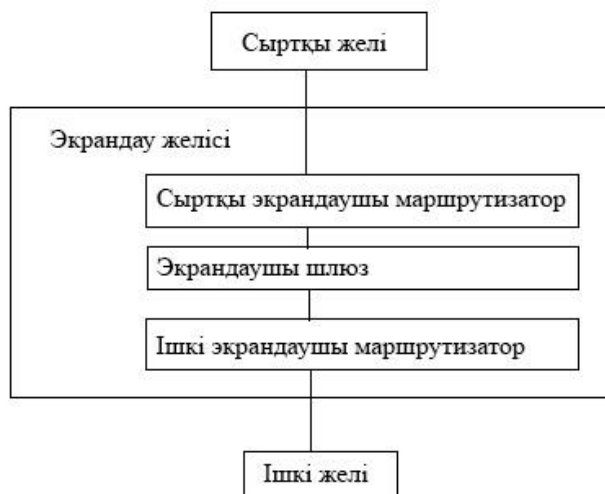 Сыртқы желі
Экрандау желісі
Сыртқы экрандаушы маршрутизатор
Экрандаушы шлюз
Ішкі экрандаушы маршрутизатор
Ішкі желі